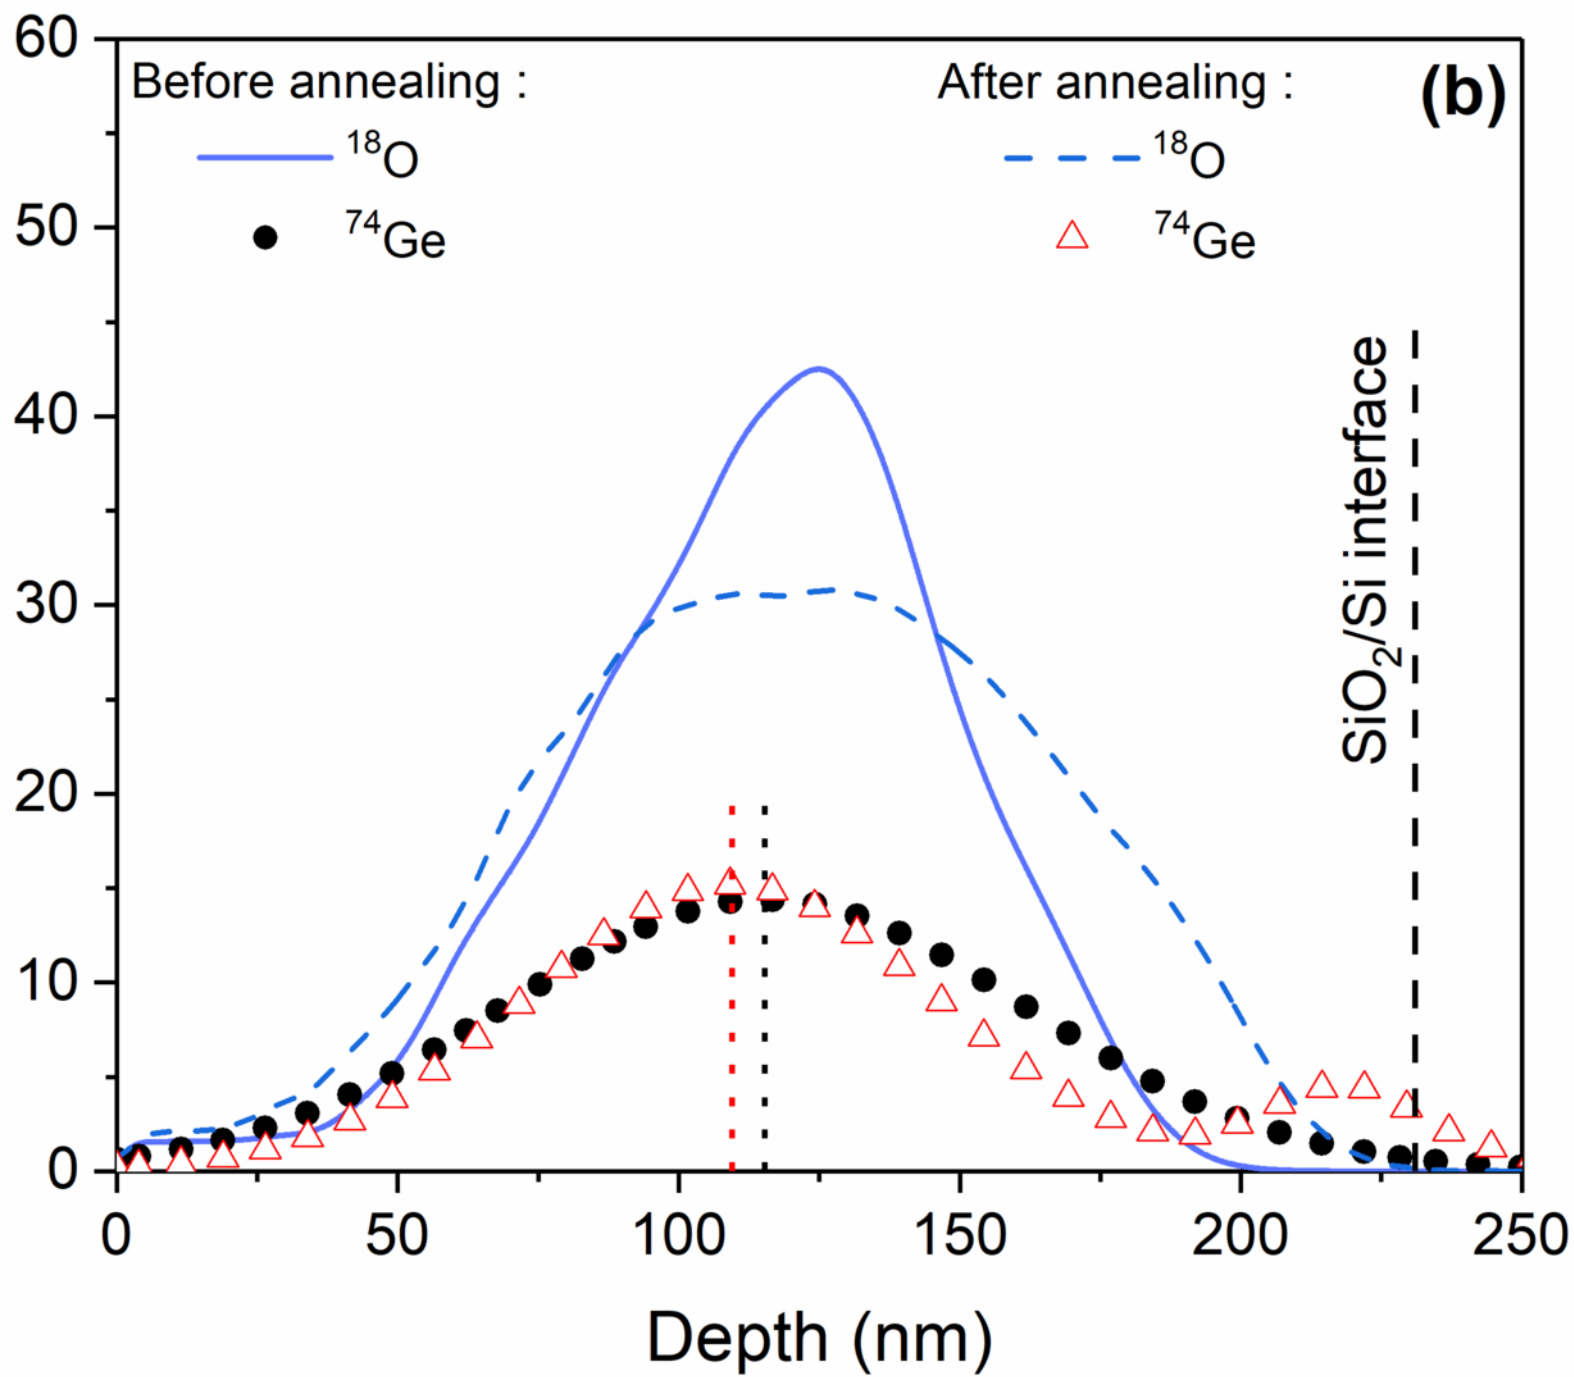 60
50
40
30
20
10
0
Before annealing :
¹⁸O
⁷⁴Ge
After annealing :
¹⁸O
⁷⁴Ge
(b)
SiO₂/Si interface
0 50 100 150 200 250
Depth (nm)